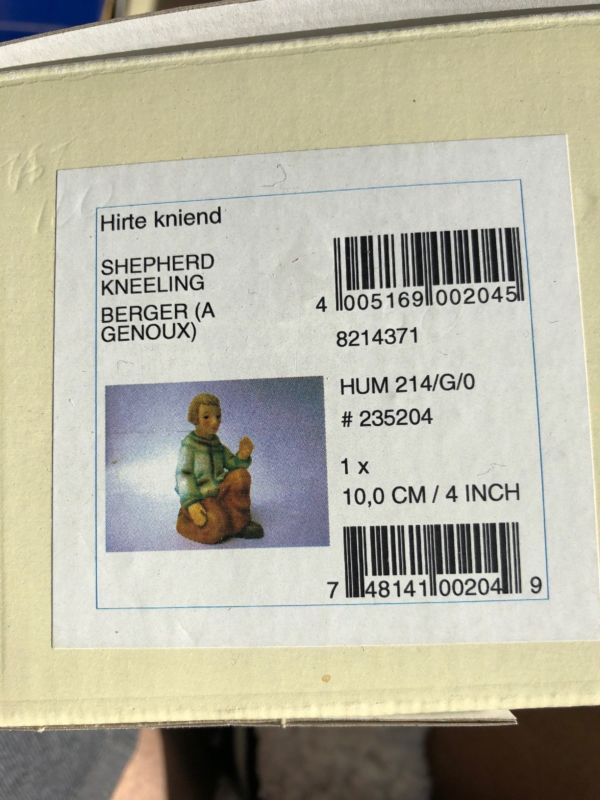 Hirte kniend
SHEPHERD
KNEELING
BERGER (A
GENOUX)
4 005169 002045
8214371
HUM 214/G/0
# 235204
1 x
10,0 CM / 4 INCH
7 48141 00204 9